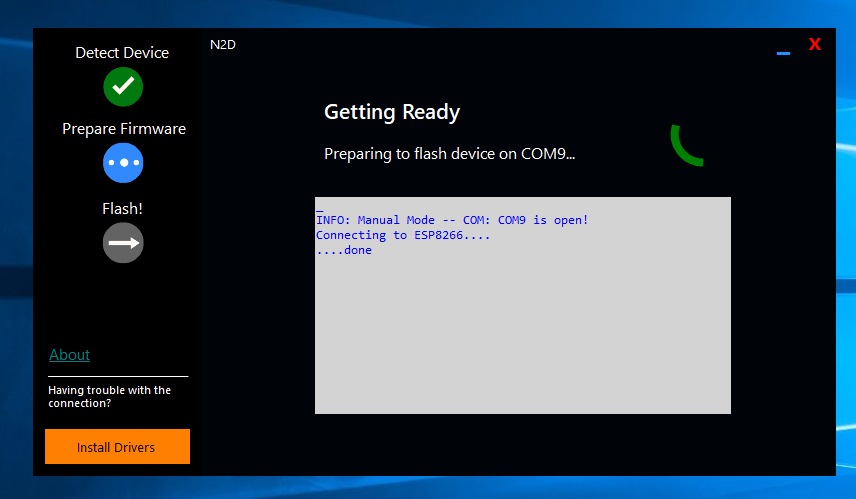 Detect Device
Prepare Firmware
Flash!
About
Having trouble with the
connection?
Install Drivers
N2D
X
Getting Ready
Preparing to flash device on COM9...
_
INFO: Manual Mode -- COM: COM9 is open!
Connecting to ESP8266....
....done